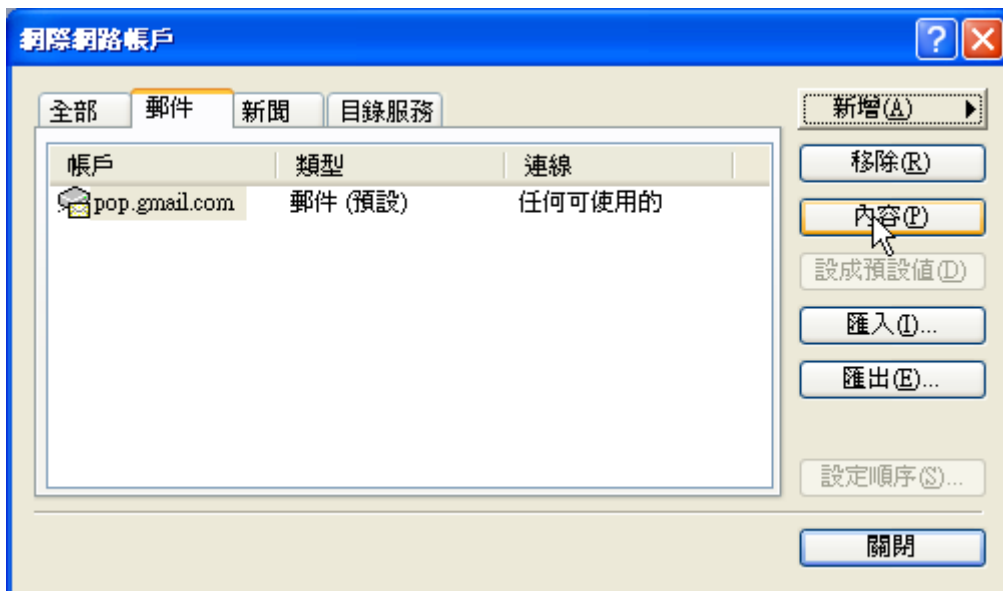 網際網路帳戶
全部 郵件 新聞 目錄服務
新增(A)
帳戶 類型 連線
移除(R)
pop.gmail.com 郵件 (預設) 任何可使用的
內容(P)
設成預設值(D)
匯入(I)...
匯出(E)...
設定順序(S)...
關閉